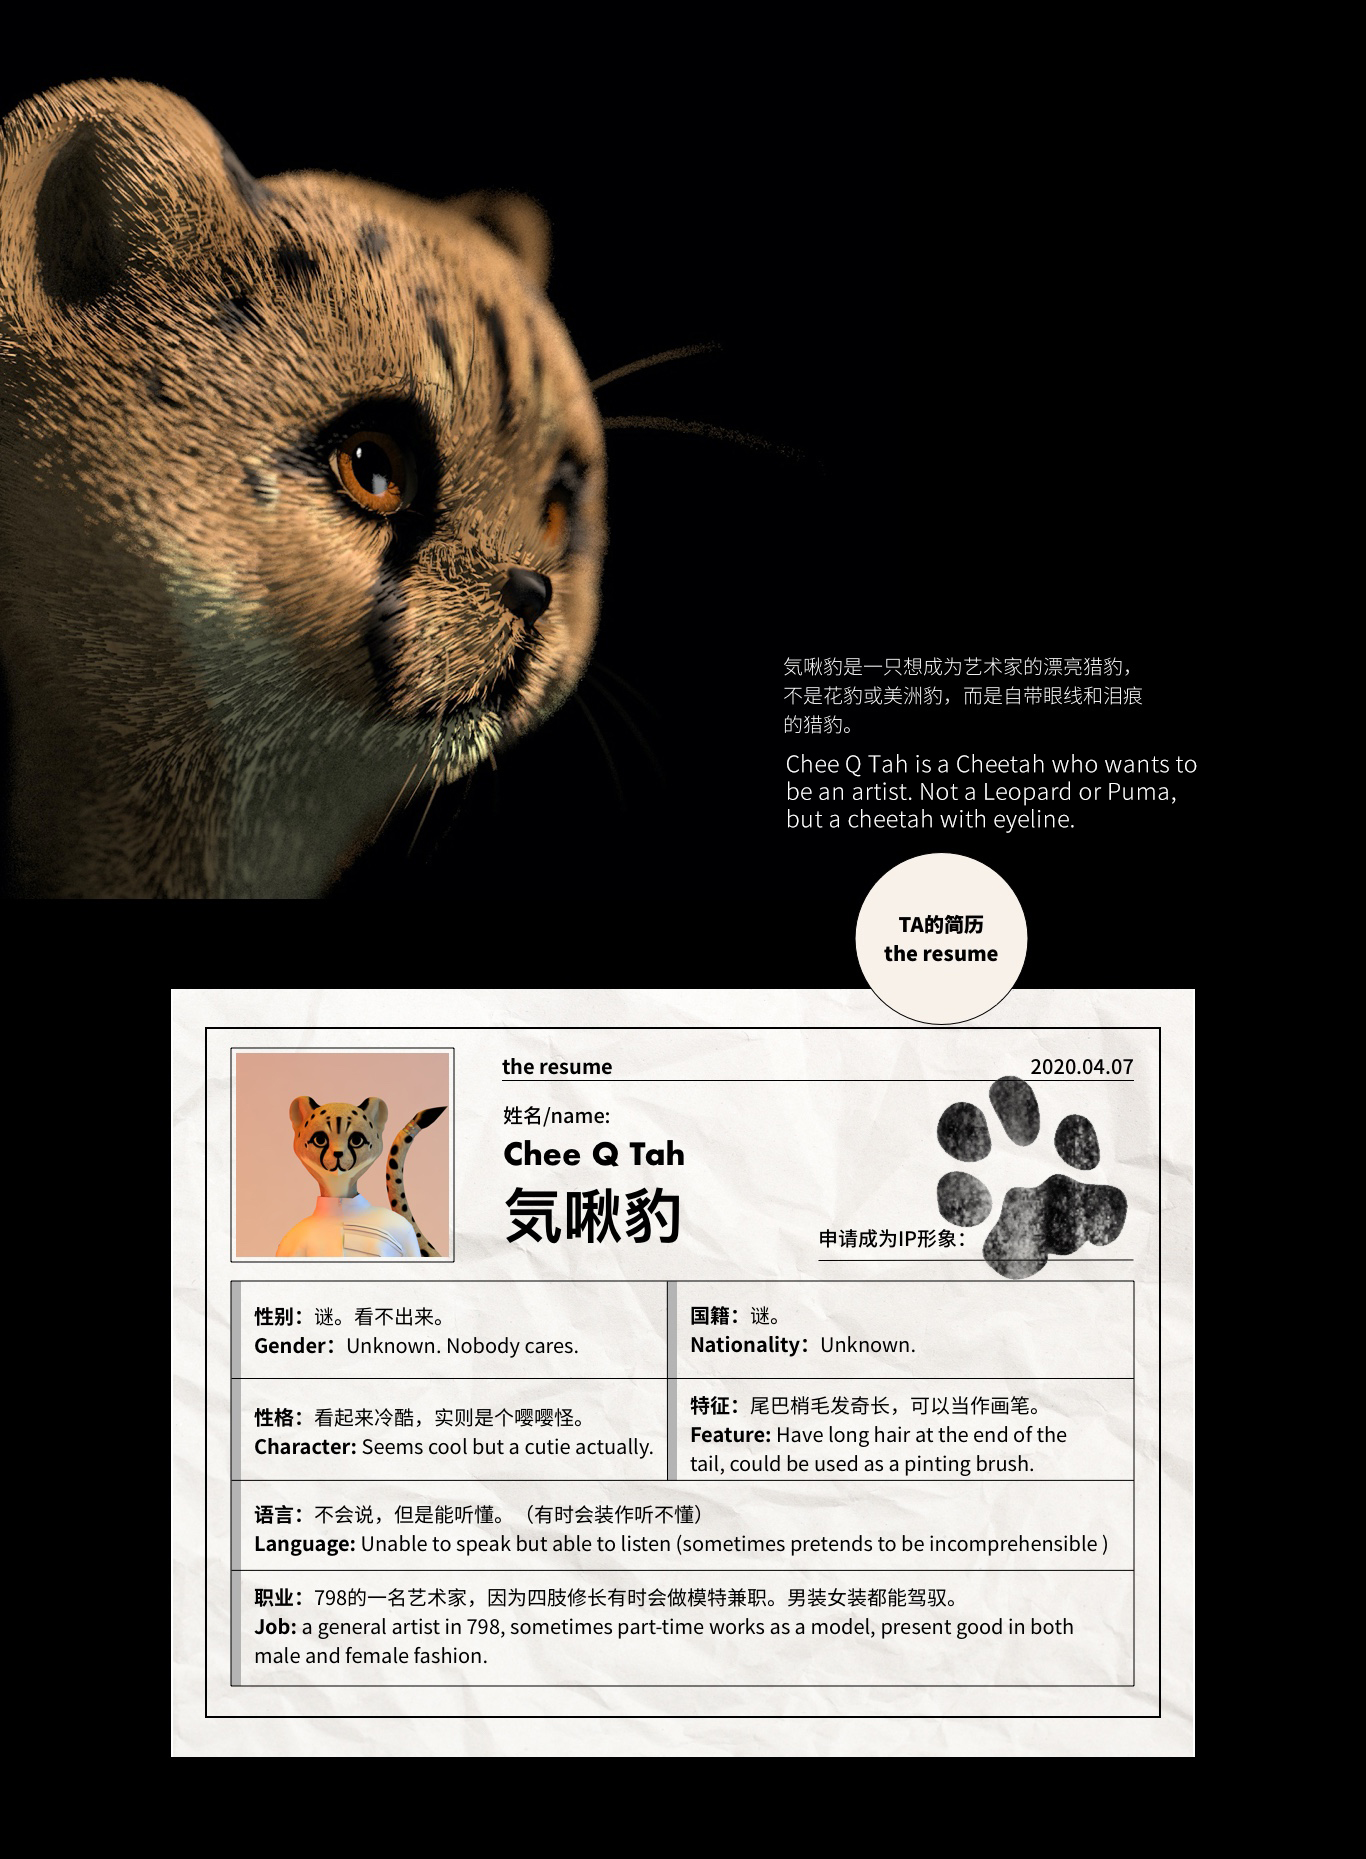 気啾豹是一只想成为艺术家的漂亮猎豹，
不是花豹或美洲豹，而是自带眼线和泪痕
的猎豹。
Chee Q Tah is a Cheetah who wants to
be an artist. Not a Leopard or Puma,
but a cheetah with eyeline.
TA的简历
the resume
the resume
2020.04.07
姓名/name:
Chee Q Tah
気啾豹
申请成为IP形象：
性别：谜。看不出来。
Gender：Unknown. Nobody cares.
国籍：谜。
Nationality：Unknown.
性格：看起来冷酷，实则是个嘤嘤怪。
Character: Seems cool but a cutie actually.
特征：尾巴梢毛发奇长，可以当作画笔。
Feature: Have long hair at the end of the
tail, could be used as a pinting brush.
语言：不会说，但是能听懂。（有时会装作听不懂）
Language: Unable to speak but able to listen (sometimes pretends to be incomprehensible )
职业：798的一名艺术家，因为四肢修长有时会做模特兼职。男装女装都能驾驭。
Job: a general artist in 798, sometimes part-time works as a model, present good in both
male and female fashion.